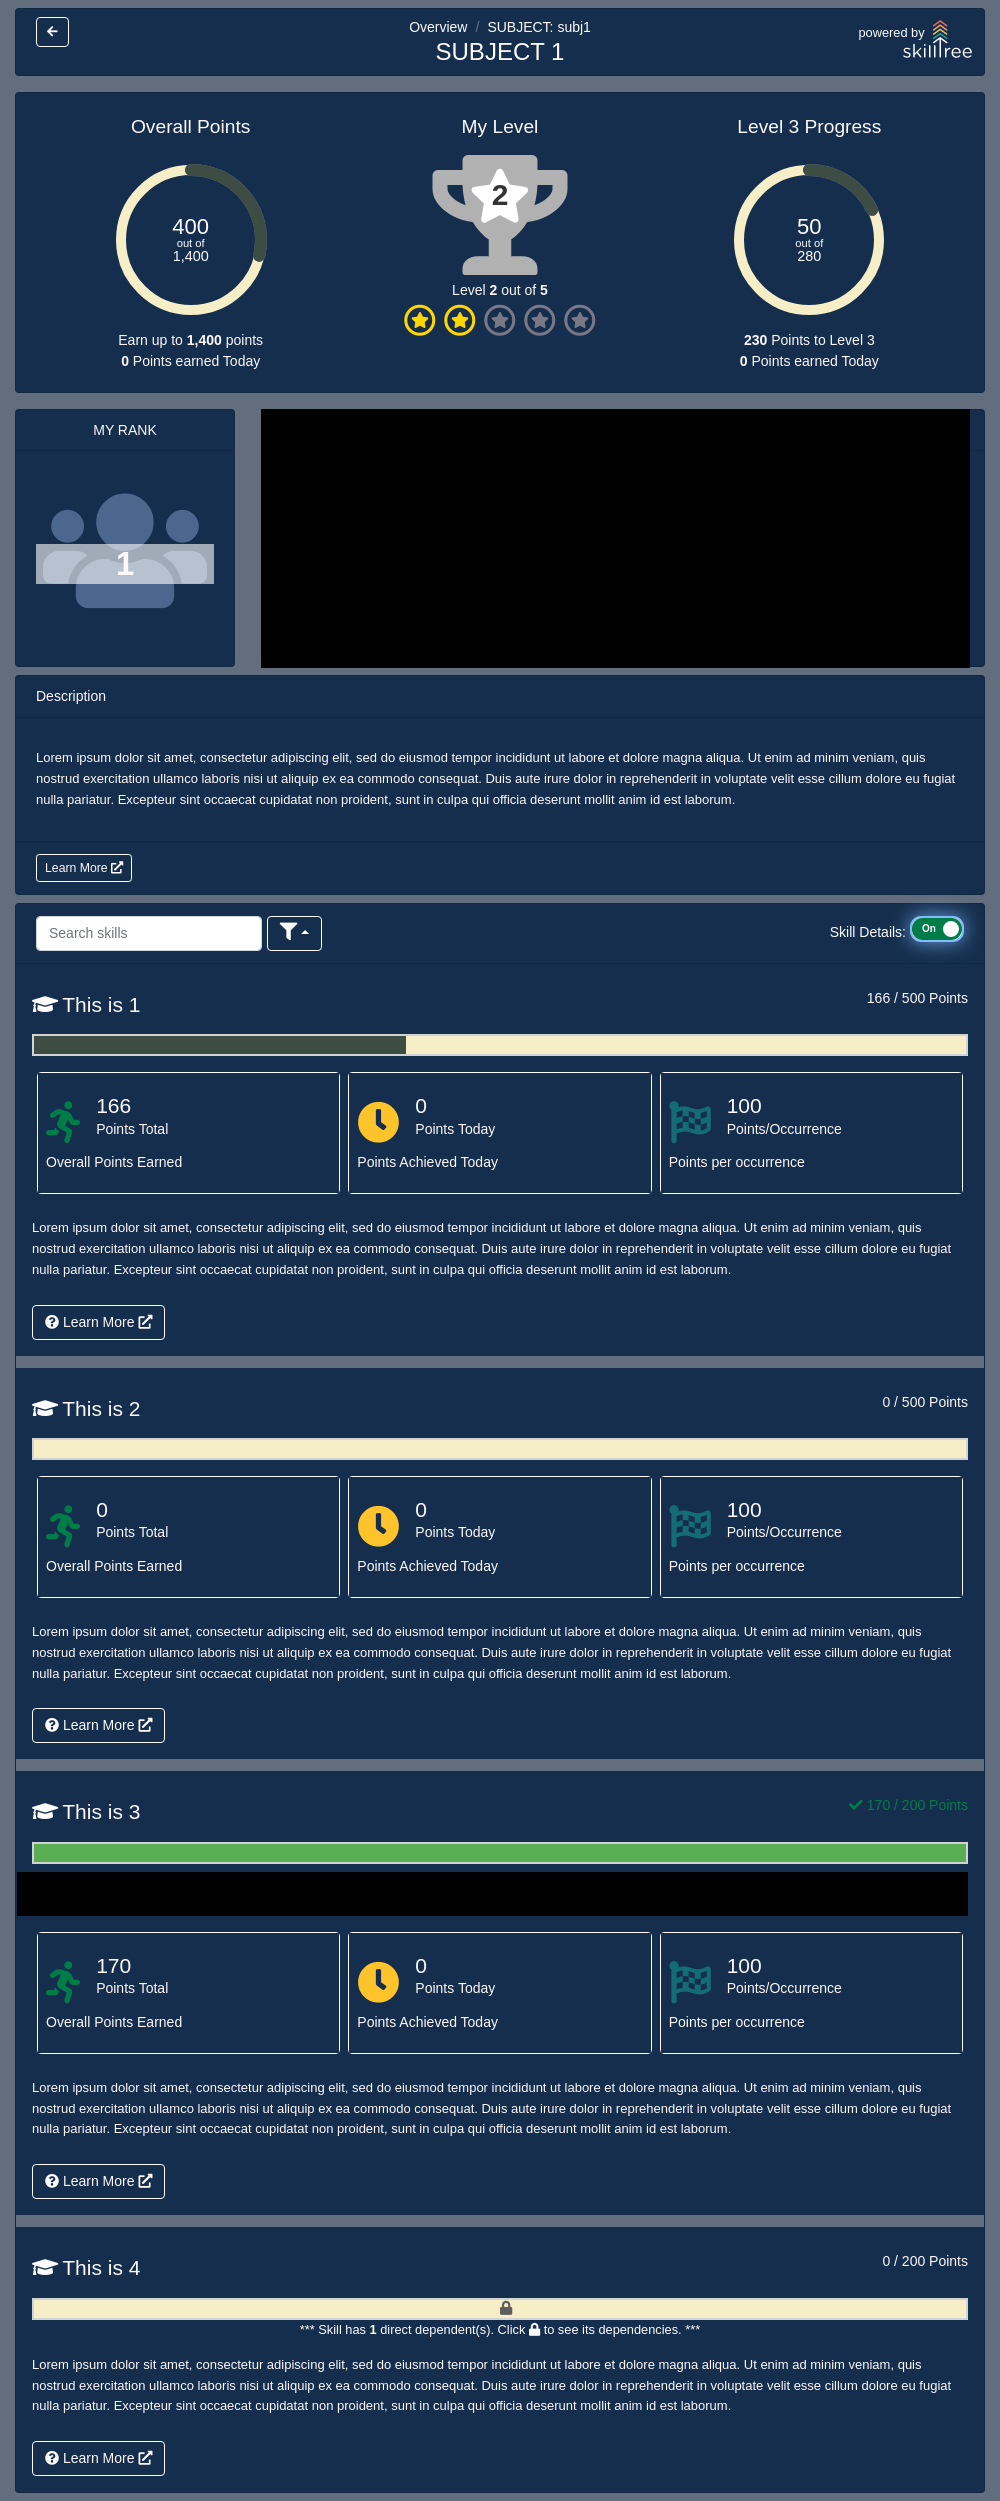 Overview / SUBJECT: subj1
SUBJECT 1
powered by
skilltree
Overall Points
400
out of
1,400
Earn up to 1,400 points
0 Points earned Today
My Level
2
Level 2 out of 5
Level 3 Progress
50
out of
280
230 Points to Level 3
0 Points earned Today
MY RANK
1
Description
Lorem ipsum dolor sit amet, consectetur adipiscing elit, sed do eiusmod tempor incididunt ut labore et dolore magna aliqua. Ut enim ad minim veniam, quis
nostrud exercitation ullamco laboris nisi ut aliquip ex ea commodo consequat. Duis aute irure dolor in reprehenderit in voluptate velit esse cillum dolore eu fugiat
nulla pariatur. Excepteur sint occaecat cupidatat non proident, sunt in culpa qui officia deserunt mollit anim id est laborum.
Learn More
Search skills
Skill Details: On
This is 1
166 / 500 Points
166
Points Total
Overall Points Earned
0
Points Today
Points Achieved Today
100
Points/Occurrence
Points per occurrence
Lorem ipsum dolor sit amet, consectetur adipiscing elit, sed do eiusmod tempor incididunt ut labore et dolore magna aliqua. Ut enim ad minim veniam, quis
nostrud exercitation ullamco laboris nisi ut aliquip ex ea commodo consequat. Duis aute irure dolor in reprehenderit in voluptate velit esse cillum dolore eu fugiat
nulla pariatur. Excepteur sint occaecat cupidatat non proident, sunt in culpa qui officia deserunt mollit anim id est laborum.
Learn More
This is 2
0 / 500 Points
0
Points Total
Overall Points Earned
0
Points Today
Points Achieved Today
100
Points/Occurrence
Points per occurrence
Lorem ipsum dolor sit amet, consectetur adipiscing elit, sed do eiusmod tempor incididunt ut labore et dolore magna aliqua. Ut enim ad minim veniam, quis
nostrud exercitation ullamco laboris nisi ut aliquip ex ea commodo consequat. Duis aute irure dolor in reprehenderit in voluptate velit esse cillum dolore eu fugiat
nulla pariatur. Excepteur sint occaecat cupidatat non proident, sunt in culpa qui officia deserunt mollit anim id est laborum.
Learn More
This is 3
170 / 200 Points
170
Points Total
Overall Points Earned
0
Points Today
Points Achieved Today
100
Points/Occurrence
Points per occurrence
Lorem ipsum dolor sit amet, consectetur adipiscing elit, sed do eiusmod tempor incididunt ut labore et dolore magna aliqua. Ut enim ad minim veniam, quis
nostrud exercitation ullamco laboris nisi ut aliquip ex ea commodo consequat. Duis aute irure dolor in reprehenderit in voluptate velit esse cillum dolore eu fugiat
nulla pariatur. Excepteur sint occaecat cupidatat non proident, sunt in culpa qui officia deserunt mollit anim id est laborum.
Learn More
This is 4
0 / 200 Points
*** Skill has 1 direct dependent(s). Click to see its dependencies. ***
Lorem ipsum dolor sit amet, consectetur adipiscing elit, sed do eiusmod tempor incididunt ut labore et dolore magna aliqua. Ut enim ad minim veniam, quis
nostrud exercitation ullamco laboris nisi ut aliquip ex ea commodo consequat. Duis aute irure dolor in reprehenderit in voluptate velit esse cillum dolore eu fugiat
nulla pariatur. Excepteur sint occaecat cupidatat non proident, sunt in culpa qui officia deserunt mollit anim id est laborum.
Learn More